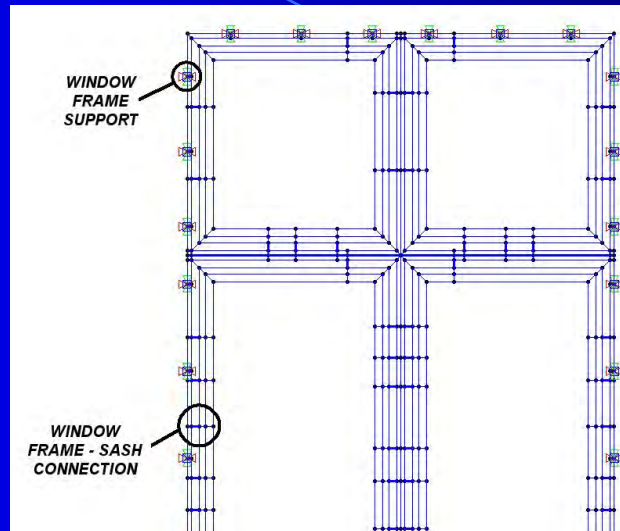 WINDOW
FRAME
SUPPORT
WINDOW
FRAME - SASH
CONNECTION